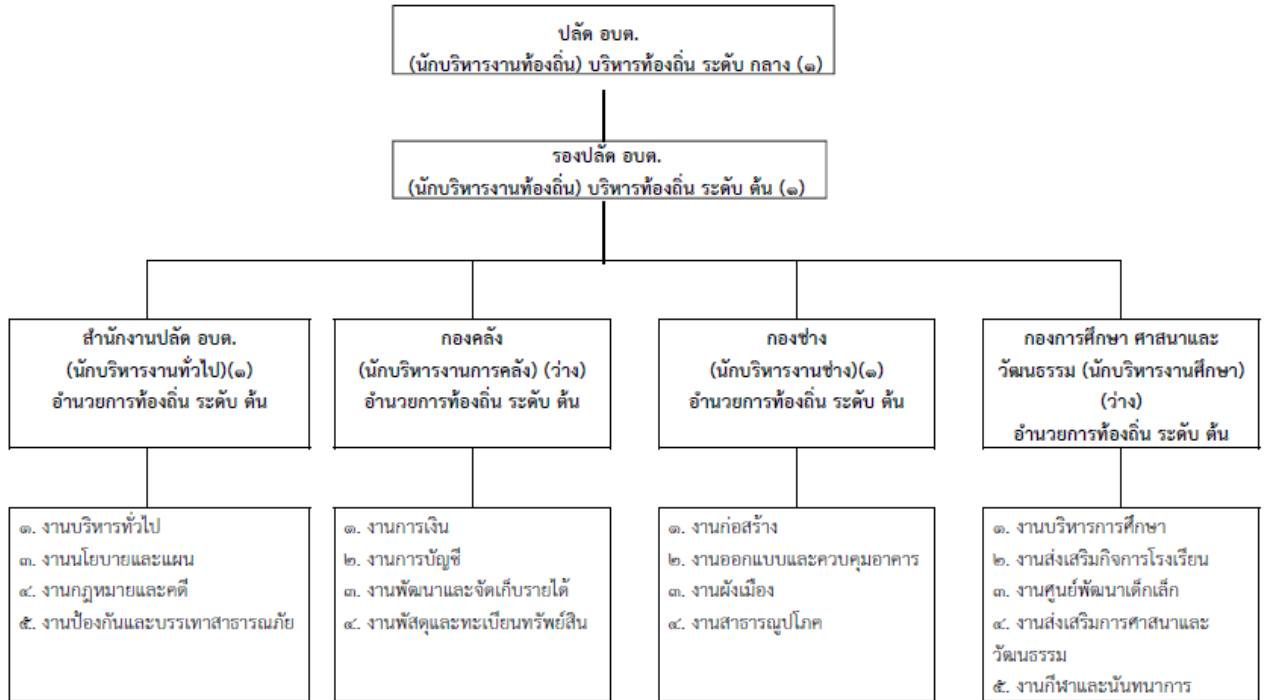 ปลัด อบต.
(นักบริหารงานท้องถิ่น) บริหารท้องถิ่น ระดับ กลาง (๑)
รองปลัด อบต.
(นักบริหารงานท้องถิ่น) บริหารท้องถิ่น ระดับ ต้น (๑)
สำนักงานปลัด อบต.
(นักบริหารงานทั่วไป)(๑)
อำนวยการท้องถิ่น ระดับ ต้น
กองคลัง
(นักบริหารงานการคลัง) (ว่าง)
อำนวยการท้องถิ่น ระดับ ต้น
กองช่าง
(นักบริหารงานช่าง)(๑)
อำนวยการท้องถิ่น ระดับ ต้น
กองการศึกษา ศาสนาและ
วัฒนธรรม (นักบริหารงานศึกษา)
(ว่าง)
อำนวยการท้องถิ่น ระดับ ต้น
๑. งานบริหารทั่วไป
๓. งานนโยบายและแผน
๔. งานกฎหมายและคดี
๕. งานป้องกันและบรรเทาสาธารณภัย
๑. งานการเงิน
๒. งานการบัญชี
๓. งานพัฒนาและจัดเก็บรายได้
๔. งานพัสดุและทะเบียนทรัพย์สิน
๑. งานก่อสร้าง
๒. งานออกแบบและควบคุมอาคาร
๓. งานผังเมือง
๔. งานสาธารณูปโภค
๑. งานบริหารการศึกษา
๒. งานส่งเสริมกิจการโรงเรียน
๓. งานศูนย์พัฒนาเด็กเล็ก
๔. งานส่งเสริมการศาสนาและ
วัฒนธรรม
๕. งานกีฬาและนันทนาการ